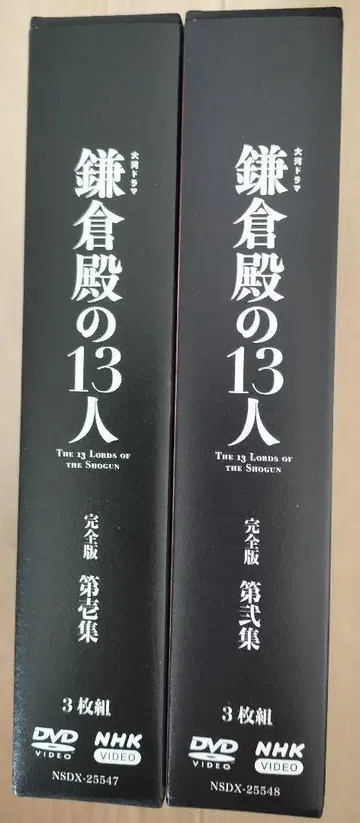 大河ドラマ
鎌倉殿の13人
THE 13 LORDS OF
THE SHOGUN
完全版 第壱集
3枚組
DVD
VIDEO
NHK
VIDEO
NSDX-25547
大河ドラマ
鎌倉殿の13人
THE 13 LORDS OF
THE SHOGUN
完全版 第弐集
3枚組
DVD
VIDEO
NHK
VIDEO
NSDX-25548